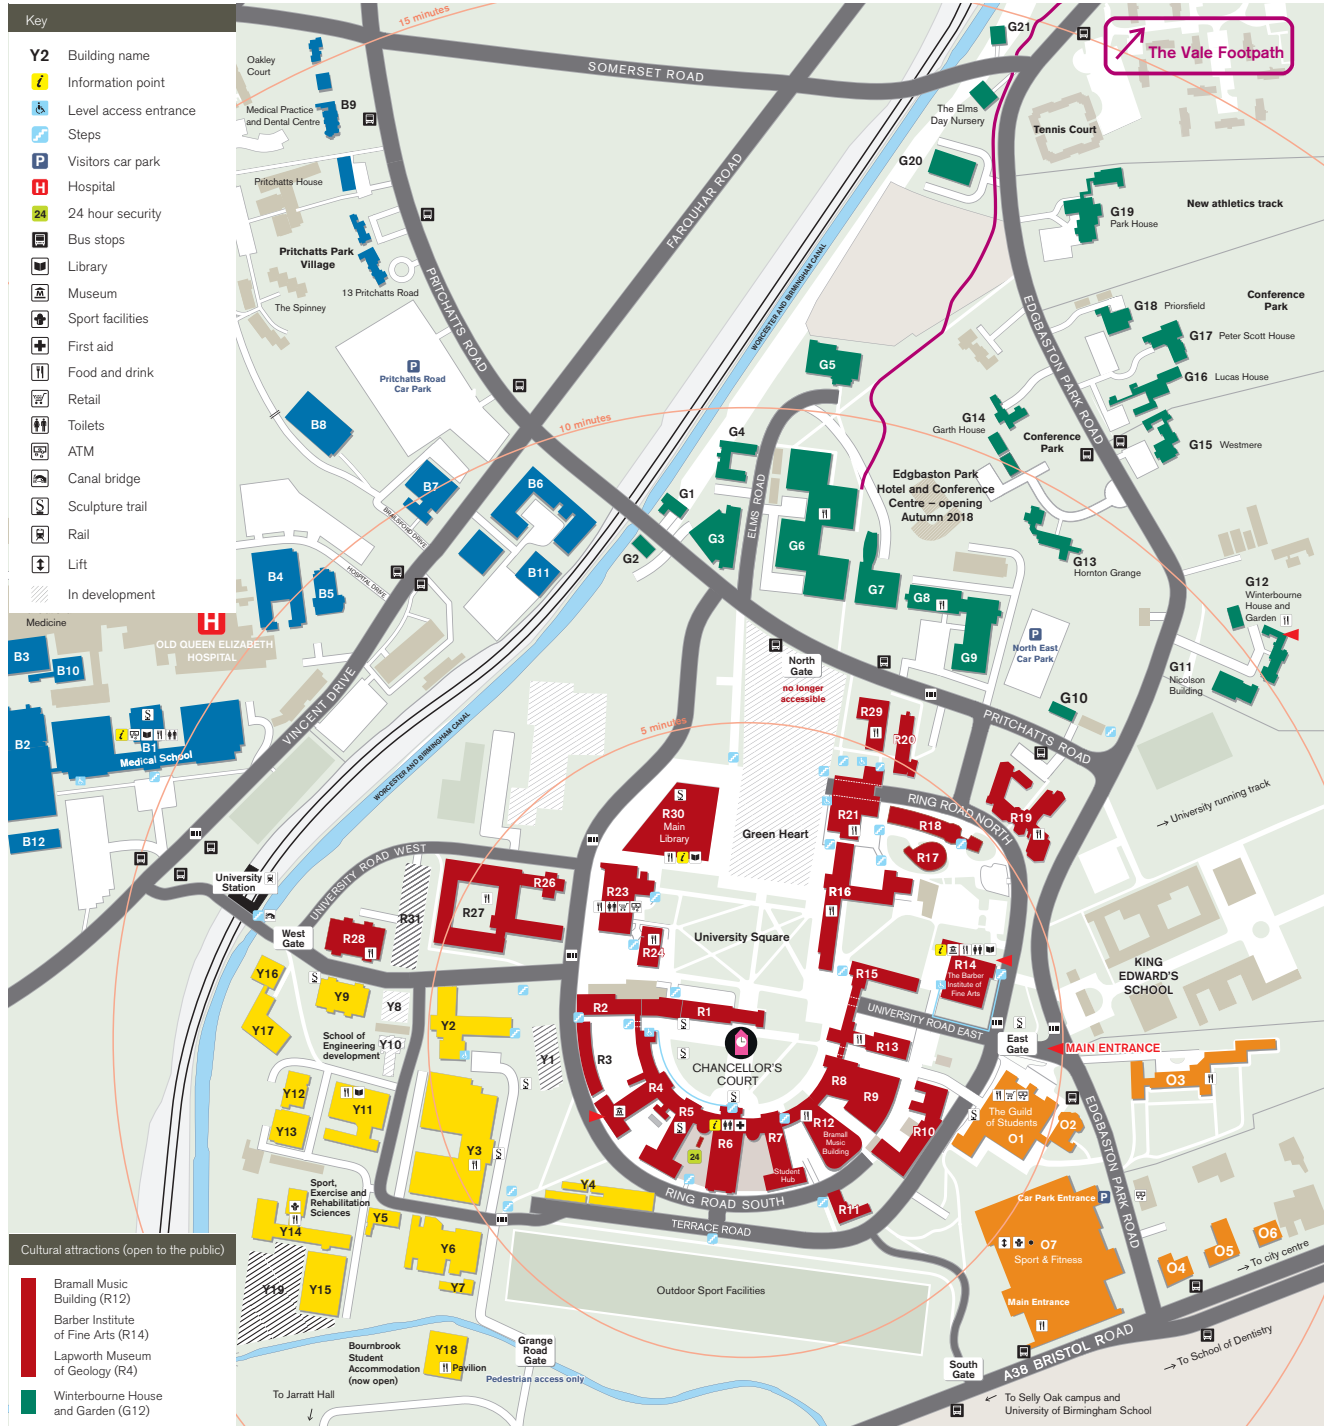 Key
Y2 Building name
Information point
Level access entrance
Steps
P Visitors car park
H Hospital
24 24 hour security
Bus stops
Library
Museum
Sport facilities
First aid
Food and drink
Retail
Toilets
ATM
Canal bridge
S Sculpture trail
Rail
Lift
In development
Cultural attractions (open to the public)
Bramall Music
Building (R12)
Barber Institute
of Fine Arts (R14)
Lapworth Museum
of Geology (R4)
Winterbourne House
and Garden (G12)
15 minutes
SOMERSET ROAD
G21
The Vale Footpath
Oakley
Court
Medical Practice
and Dental Centre
B9
The Elms
Day Nursery
Tennis Court
G20
Pritchatts House
FARQUHAR ROAD
G19
Park House
New athletics track
Pritchatts Park
Village
13 Pritchatts Road
The Spinney
PRITCHATTS ROAD
WORCESTER AND BIRMINGHAM CANAL
EDGBASTON PARK ROAD
G18 Priorsfield
Conference
Park
G17 Peter Scott House
G16 Lucas House
G15 Westmere
P
Pritchatts Road
Car Park
G5
G14
Garth House
Conference
Park
10 minutes
B8
G4
Edgbaston Park
Hotel and Conference
Centre – opening
Autumn 2018
B7
B6
G1
ELMS ROAD
BRAILSFORD DRIVE
G3
G6
G2
G13
Hornton Grange
HOSPITAL DRIVE
B11
B4
B5
G7
G8
G12
Winterbourne
House and
Garden
Medicine
H
OLD QUEEN ELIZABETH
HOSPITAL
B3
B10
P
North East
Car Park
G9
North
Gate
no longer
accessible
G11
Nicolson
Building
VINCENT DRIVE
G10
PRITCHATTS ROAD
5 minutes
R29
R20
B2
B1
Medical School
WORCESTER AND BIRMINGHAM CANAL
B12
R30
Main
Library
Green Heart
RING ROAD NORTH
R21
R18
R19
R17
University running track
UNIVERSITY ROAD WEST
University
Station
R26
R27
R23
R16
R31
West
Gate
R28
R24
University Square
R14
The Barber
Institute of
Fine Arts
KING
EDWARD'S
SCHOOL
R15
Y16
Y9
Y8
Y17
Y2
R2
R1
UNIVERSITY ROAD EAST
School of
Engineering
development
Y10
Y1
R3
CHANCELLOR'S
COURT
R13
East
Gate
MAIN ENTRANCE
O3
R8
R9
R4
Y12
Y11
Y13
R5
R6
R7
R12
Bramall
Music
Building
R10
The Guild
of Students
O1
O2
EDGBASTON PARK ROAD
Y3
24
Student
Hub
Sport,
Exercise and
Rehabilitation
Sciences
Y4
RING ROAD SOUTH
R11
TERRACE ROAD
Car Park Entrance P
Y14
Y5
Y6
O7
Sport & Fitness
O6
O5
O4
To city centre
Y19
Y15
Y7
Outdoor Sport Facilities
Main Entrance
A38 BRISTOL ROAD
To School of Dentistry
Bournbrook
Student
Accommodation
(now open)
Y18
Pavilion
Grange
Road
Gate
Pedestrian access only
South
Gate
To Jarratt Hall
To Selly Oak campus and
University of Birmingham School